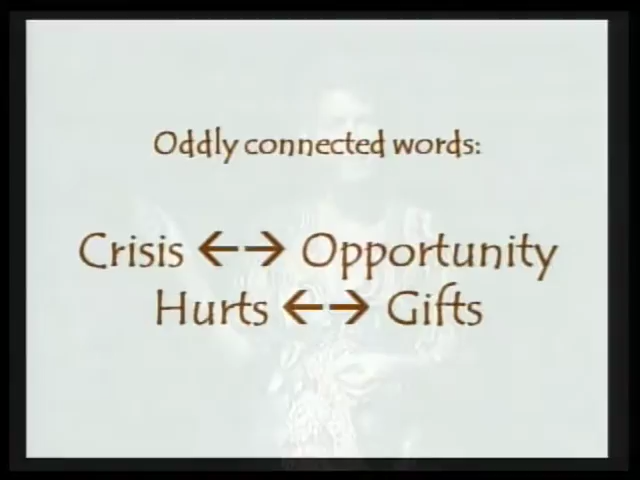 Oddly connected words:
Crisis ←→ Opportunity
Hurts ←→ Gifts